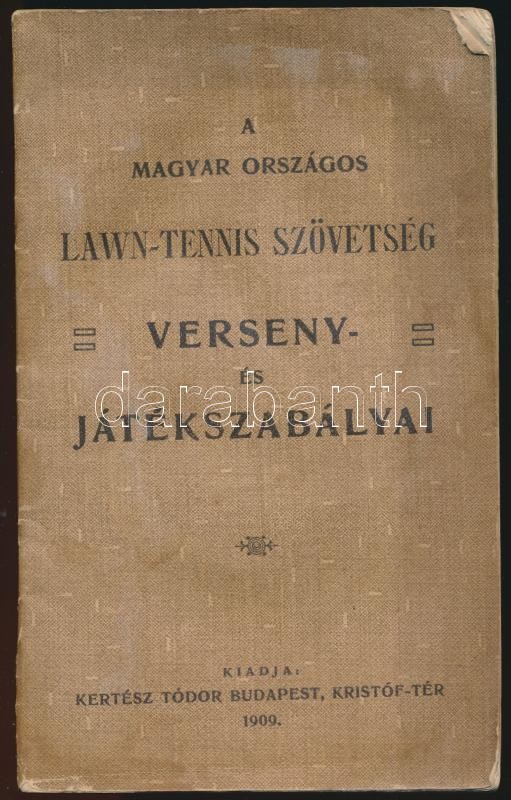 A
MAGYAR ORSZÁGOS
LAWN-TENNIS SZÖVETSÉG
VERSENY-
ÉS
darabanth
JÁTÉKSZABÁLYAI
KIADJA:
KERTÉSZ TÓDOR BUDAPEST, KRISTÓF-TÉR
1909.